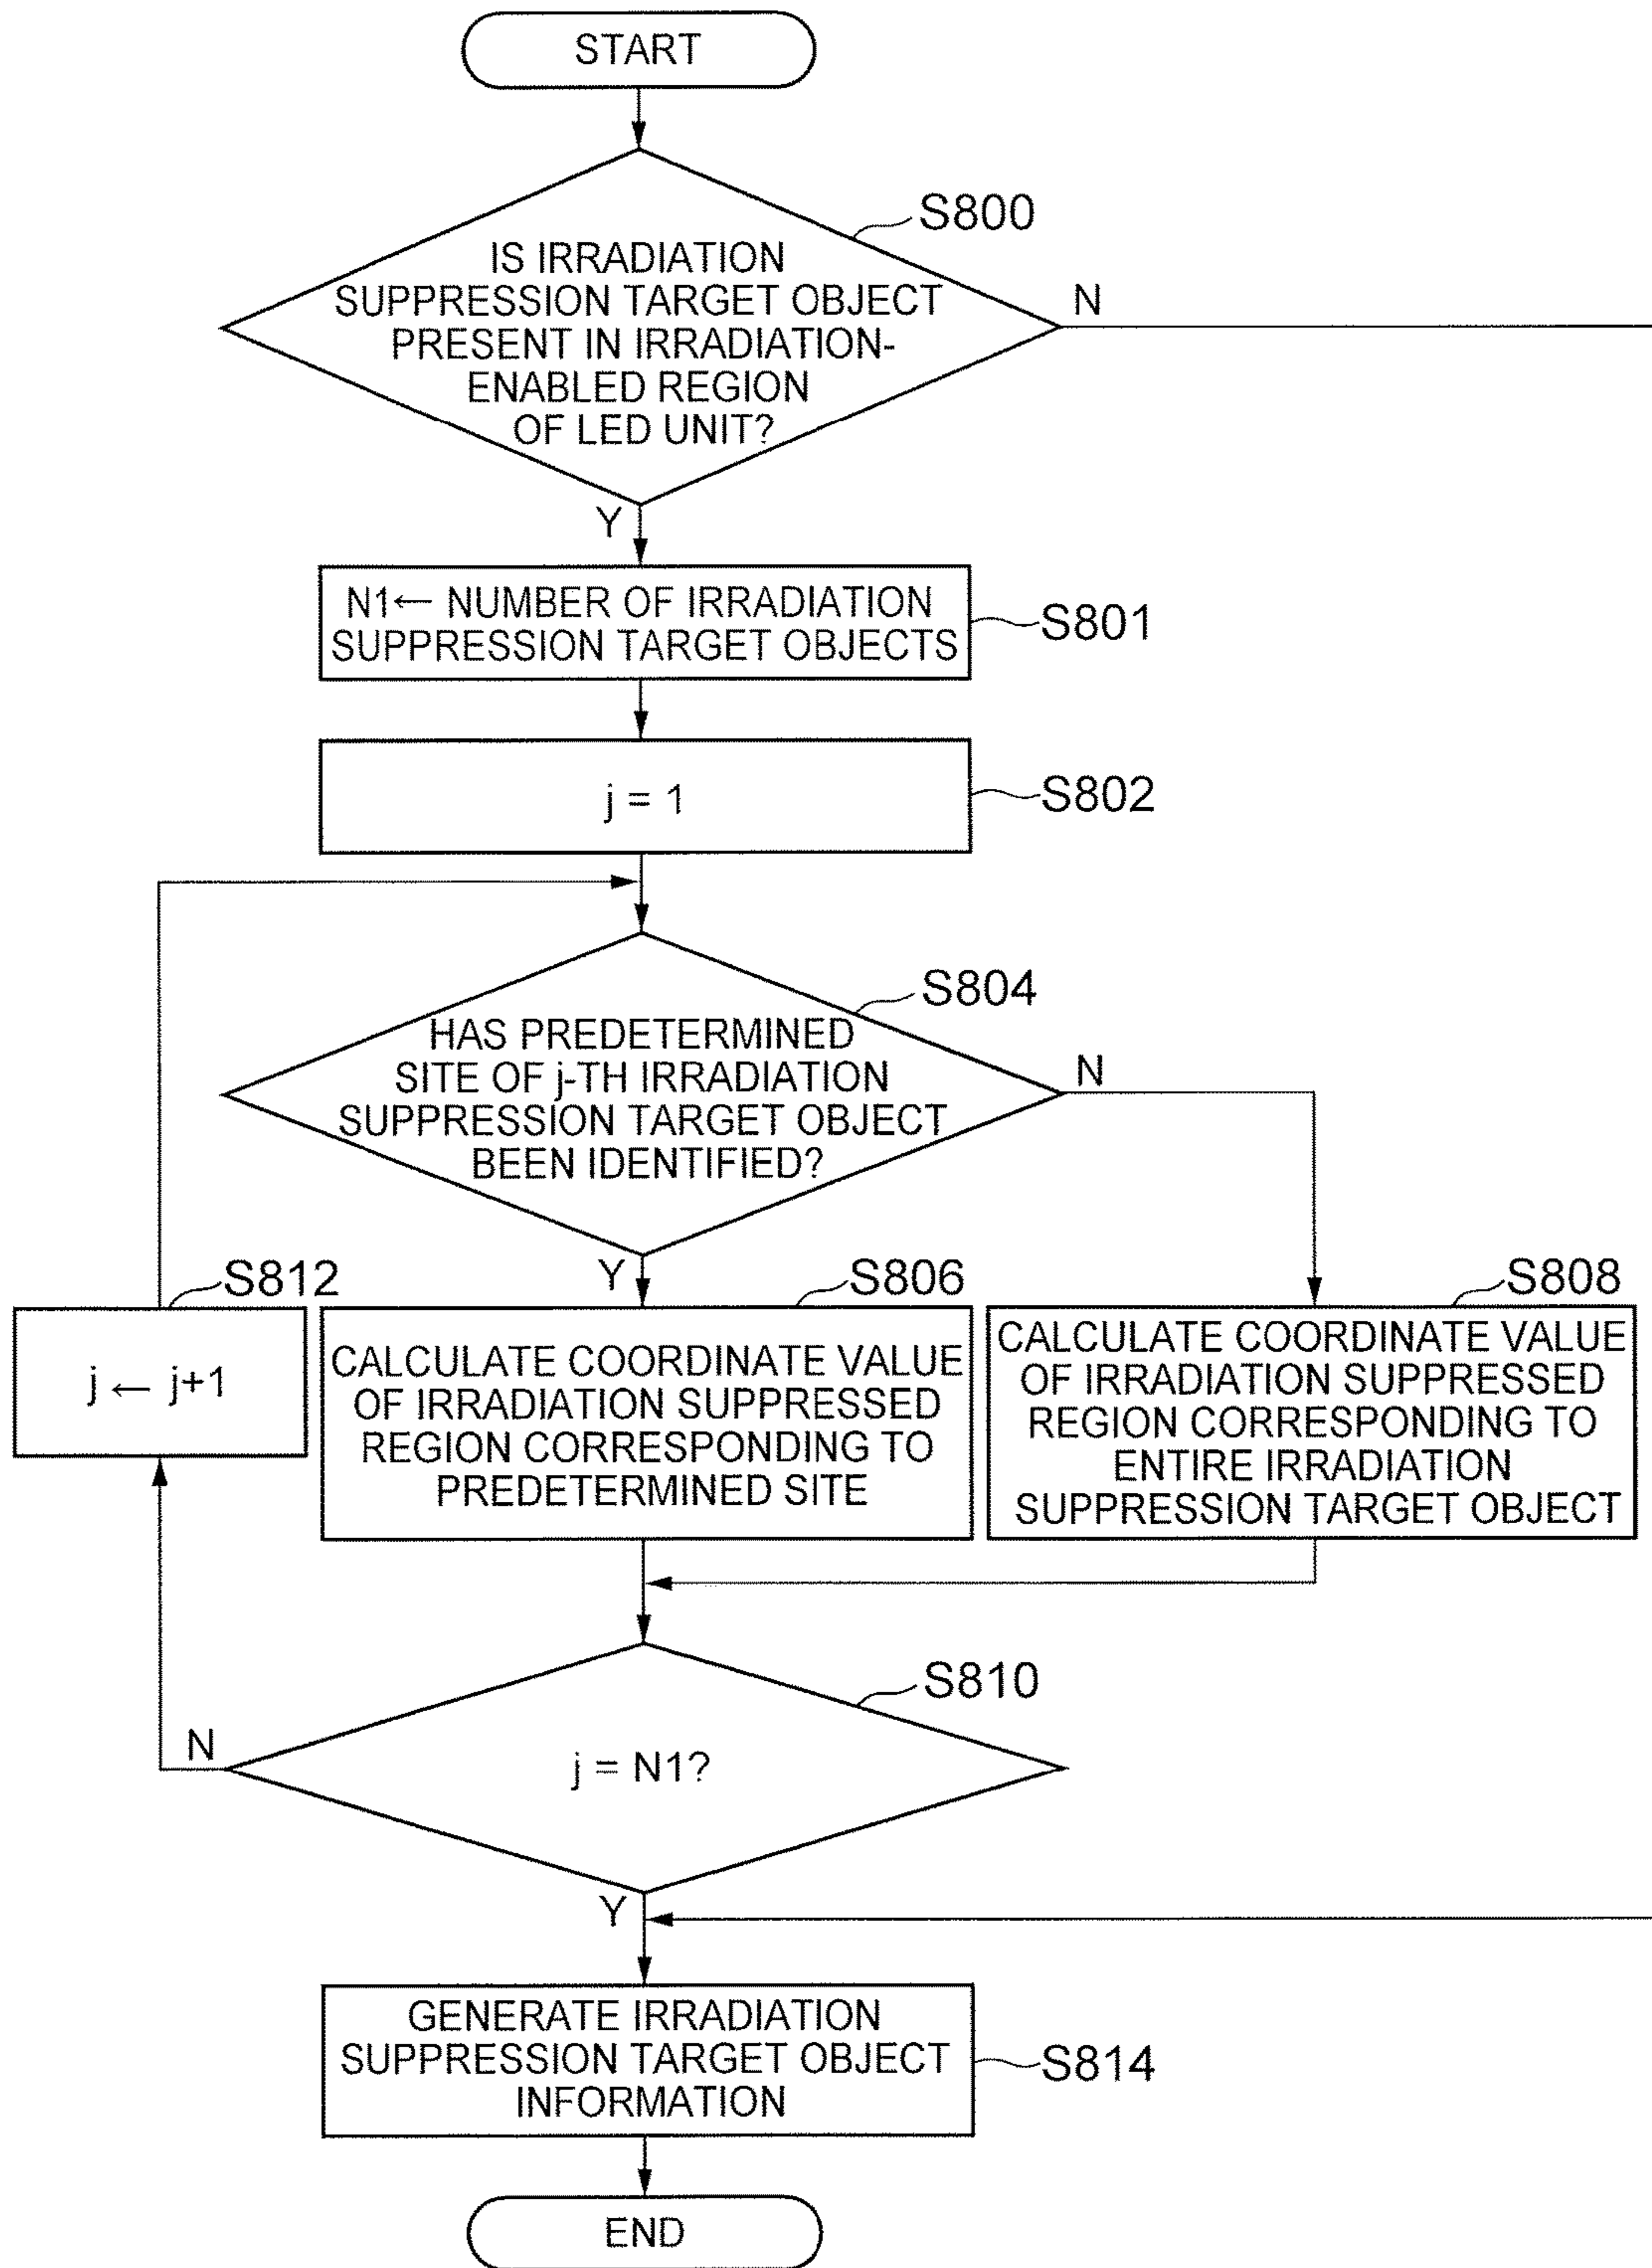 START
S800
IS IRRADIATION
SUPPRESSION TARGET OBJECT
PRESENT IN IRRADIATION-
ENABLED REGION
OF LED UNIT?
N
Y
N1← NUMBER OF IRRADIATION
SUPPRESSION TARGET OBJECTS
S801
j = 1
S802
S804
HAS PREDETERMINED
SITE OF j-TH IRRADIATION
SUPPRESSION TARGET OBJECT
BEEN IDENTIFIED?
N
Y
S812
j ← j+1
S806
CALCULATE COORDINATE VALUE
OF IRRADIATION SUPPRESSED
REGION CORRESPONDING TO
PREDETERMINED SITE
S808
CALCULATE COORDINATE VALUE
OF IRRADIATION SUPPRESSED
REGION CORRESPONDING TO
ENTIRE IRRADIATION
SUPPRESSION TARGET OBJECT
S810
N
j = N1?
Y
GENERATE IRRADIATION
SUPPRESSION TARGET OBJECT
INFORMATION
S814
END